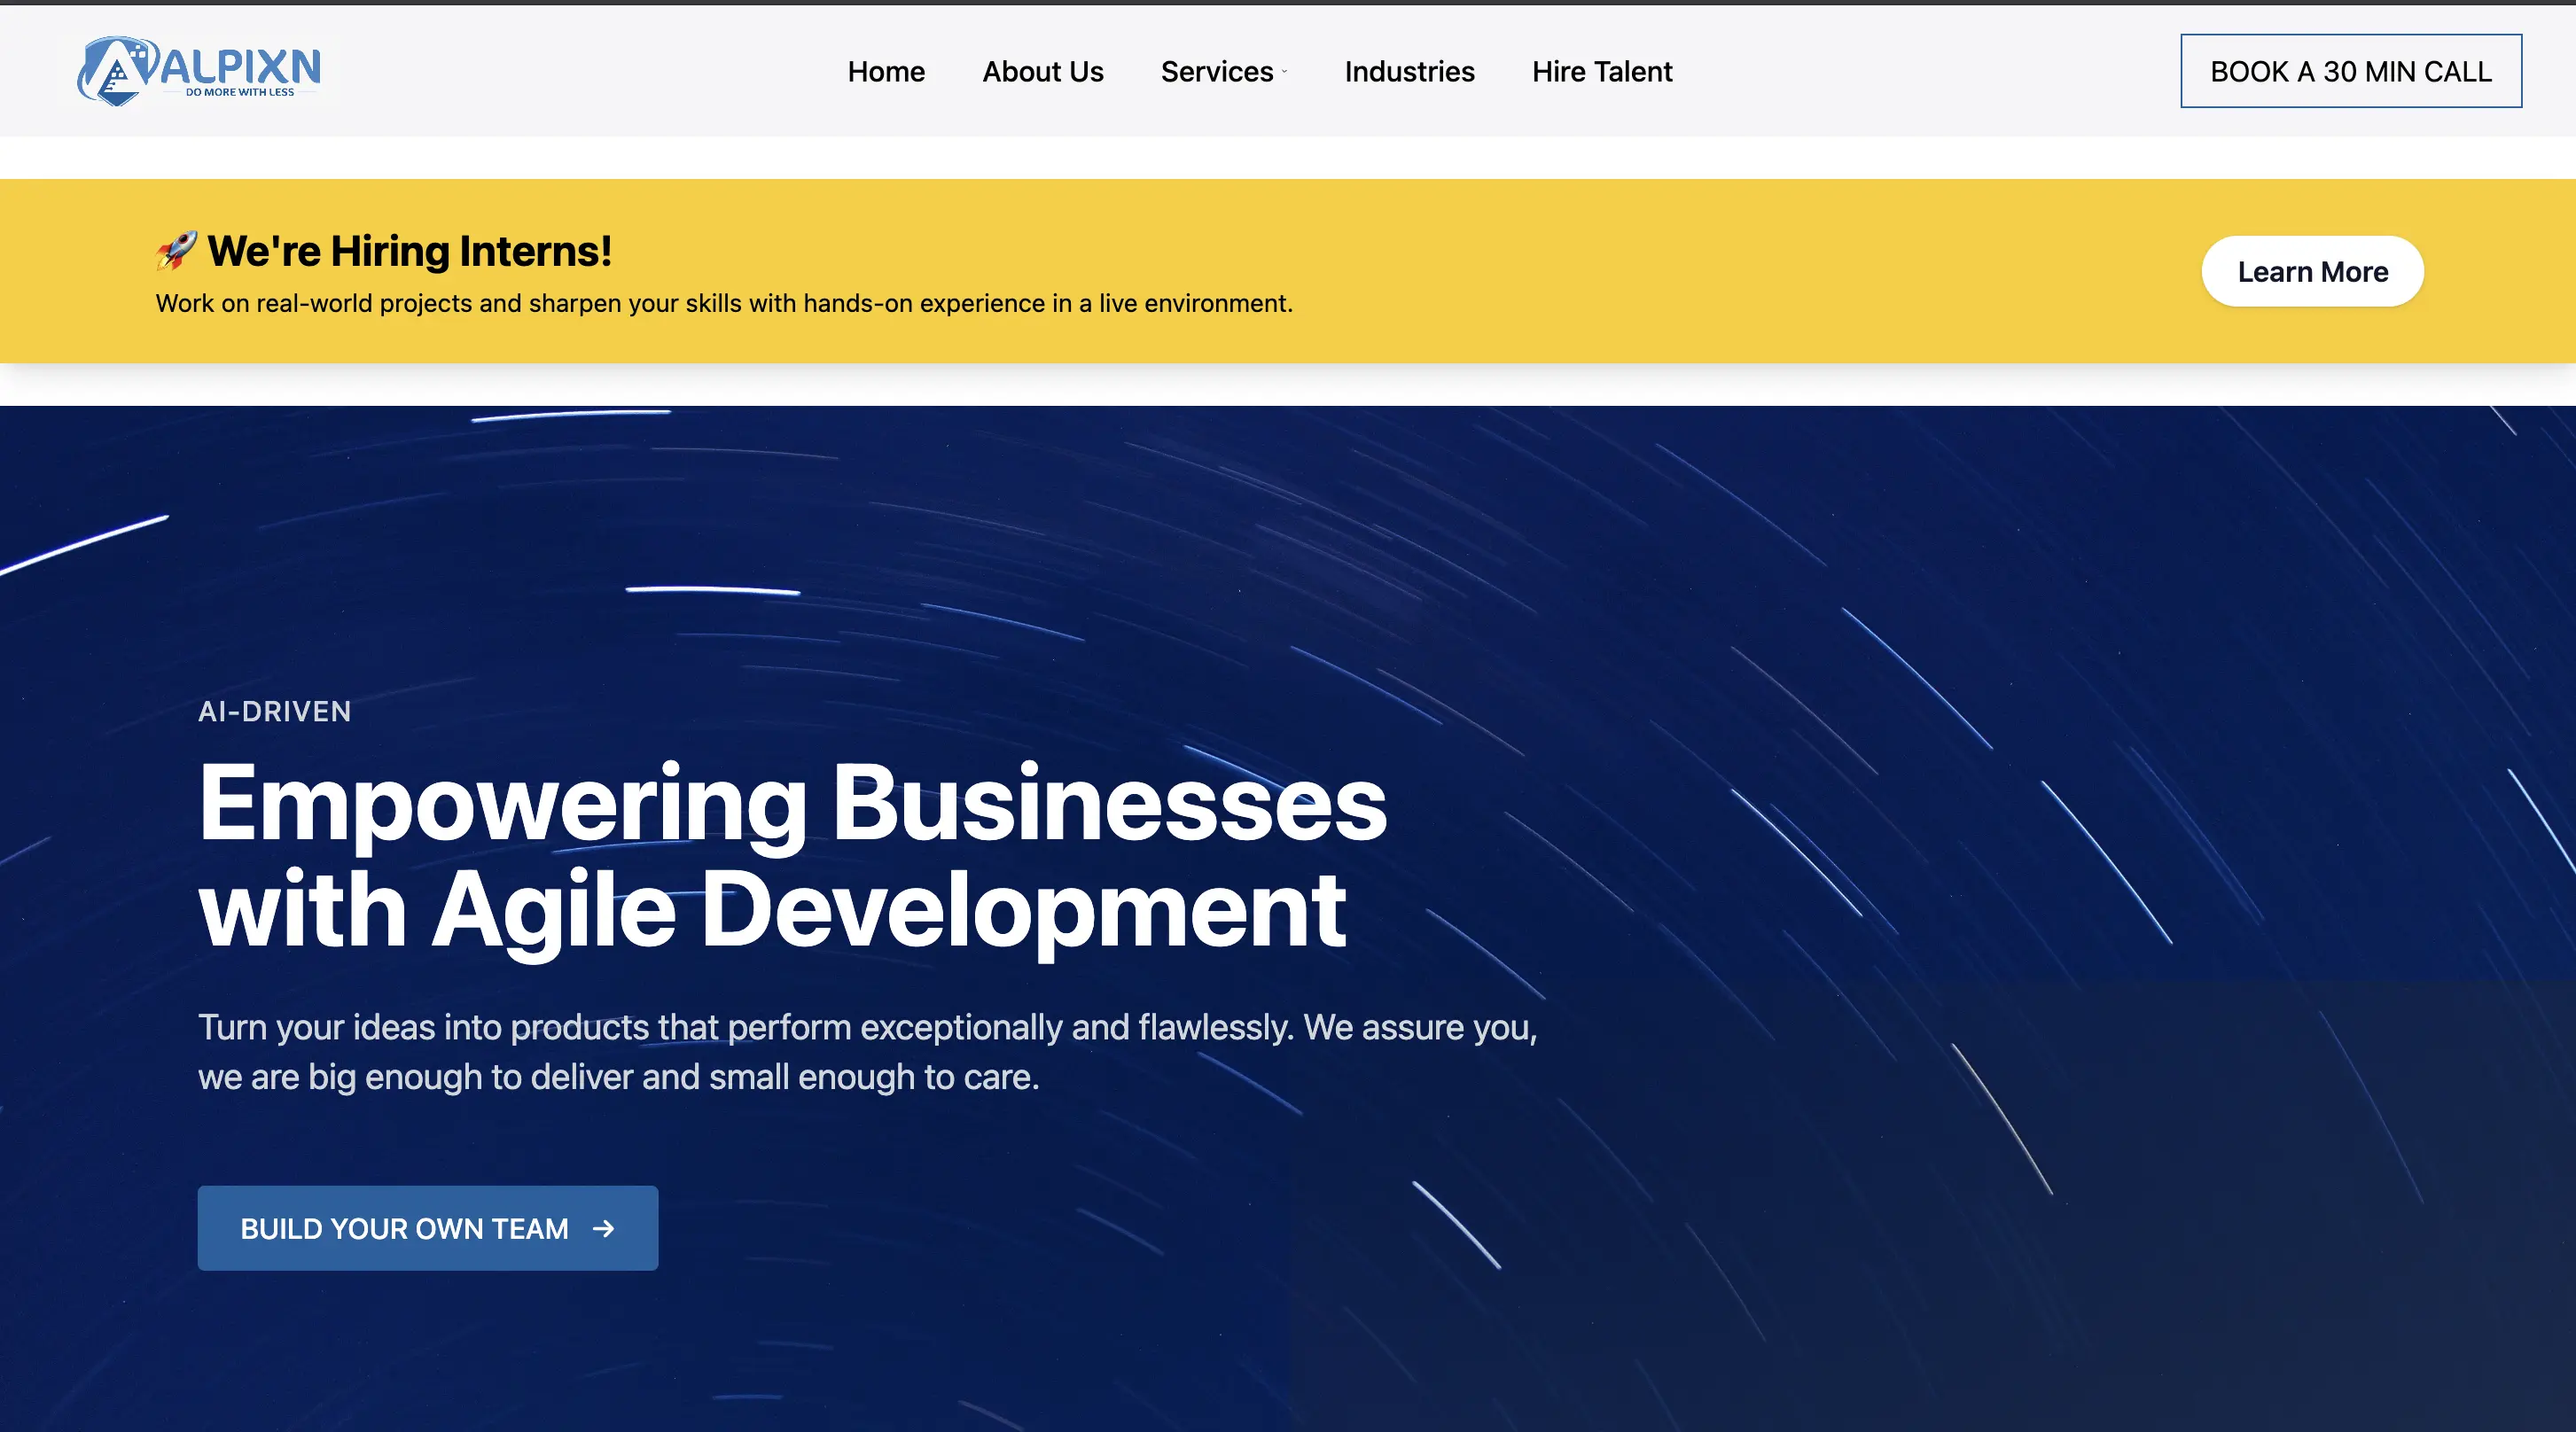 ALPIXN
DO MORE WITH LESS
Home
About Us
Services
Industries
Hire Talent
BOOK A 30 MIN CALL
🚀 We're Hiring Interns!
Work on real-world projects and sharpen your skills with hands-on experience in a live environment.
Learn More
AI-DRIVEN
Empowering Businesses
with Agile Development
Turn your ideas into products that perform exceptionally and flawlessly. We assure you,
we are big enough to deliver and small enough to care.
BUILD YOUR OWN TEAM →